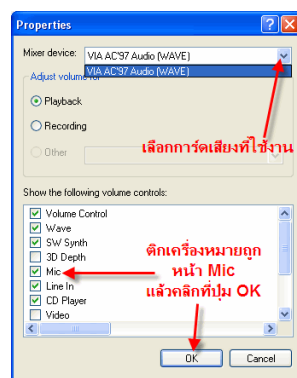 Properties
Mixer device:
VIA AC'97 Audio (WAVE)
VIA AC'97 Audio (WAVE)
Adjust volume for
Playback
Recording
เลือกการ์ดเสียงที่ใช้งาน
Other
Show the following volume controls:
Volume Control
Wave
SW Synth
3D Depth
Mic
Line In
CD Player
Video
ติกเครื่องหมายถูก
หน้า Mic
แล้วคลิกที่ปุ่ม OK
OK
Cancel